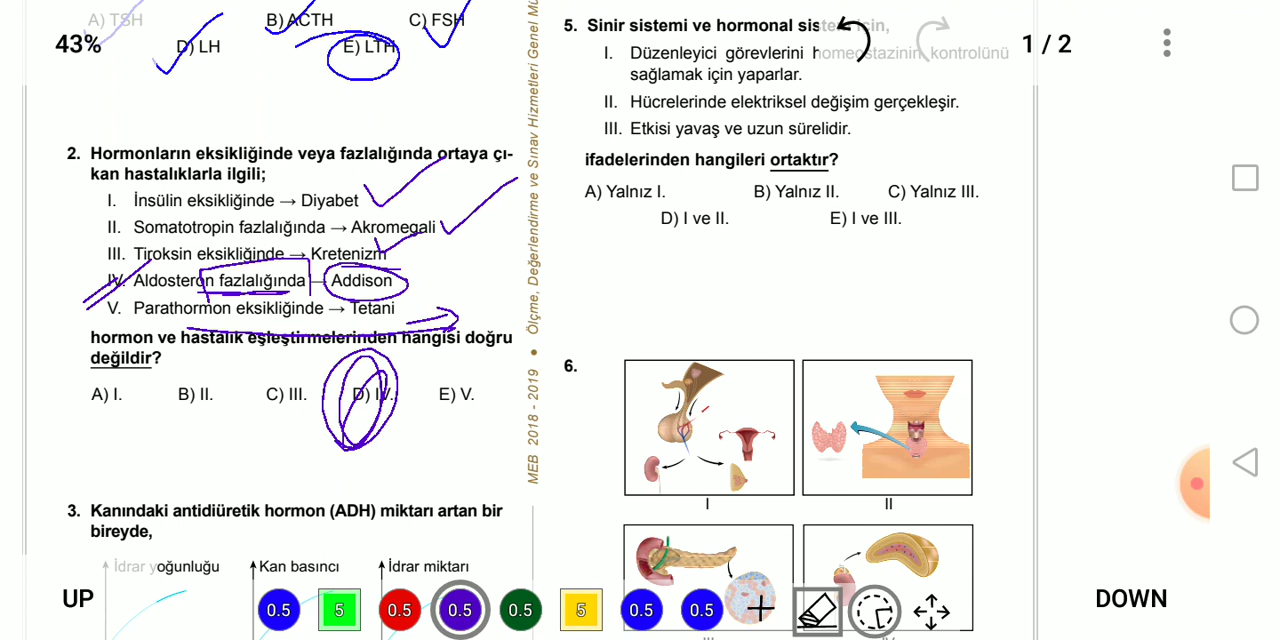 A) TSH
B) ACTH
C) FSH
D) LH
E) LTH
43%
2. Hormonların eksikliğinde veya fazlalığında ortaya çı-
kan hastalıklarla ilgili;
I. İnsülin eksikliğinde → Diyabet
II. Somatotropin fazlalığında → Akromegali
III. Tiroksin eksikliğinde → Kretenizm
IV. Aldosteron fazlalığında → Addison
V. Parathormon eksikliğinde → Tetani
hormon ve hastalık eşleştirmelerinden hangisi doğru
değildir?
A) I.
B) II.
C) III.
D) IV.
E) V.
3. Kanındaki antidiüretik hormon (ADH) miktarı artan bir
bireyde,
İdrar yoğunluğu
Kan basıncı
İdrar miktarı
MEB 2018 - 2019 ● Ölçme, Değerlendirme ve Sınav Hizmetleri Genel
5. Sinir sistemi ve hormonal sistem için,
I. Düzenleyici görevlerini homeostazinin kontrolünü
sağlamak için yaparlar.
II. Hücrelerinde elektriksel değişim gerçekleşir.
III. Etkisi yavaş ve uzun sürelidir.
ifadelerinden hangileri ortaktır?
A) Yalnız I.
B) Yalnız II.
C) Yalnız III.
D) I ve II.
E) I ve III.
6.
I
II
1 / 2
UP
0.5
5
0.5
0.5
0.5
5
0.5
0.5
DOWN